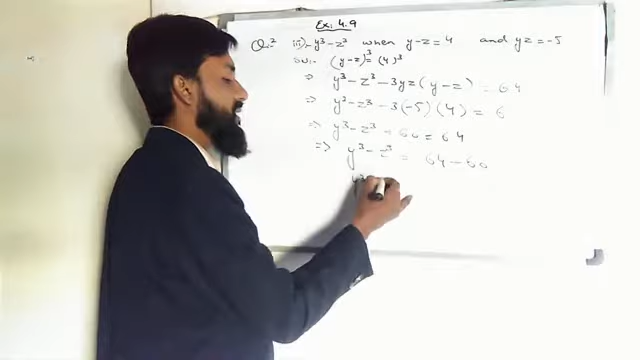 Ex: 4.9
Q:2 iii) - y³-z³ when y-z=4 and yz=-5
Sol:- (y-z)³ = (4)³
⇒ y³-z³-3yz(y-z) = 64
⇒ y³-z³-3(-5)(4) = 6
⇒ y³-z³+60 = 64
⇒ y³-z³ = 64-60